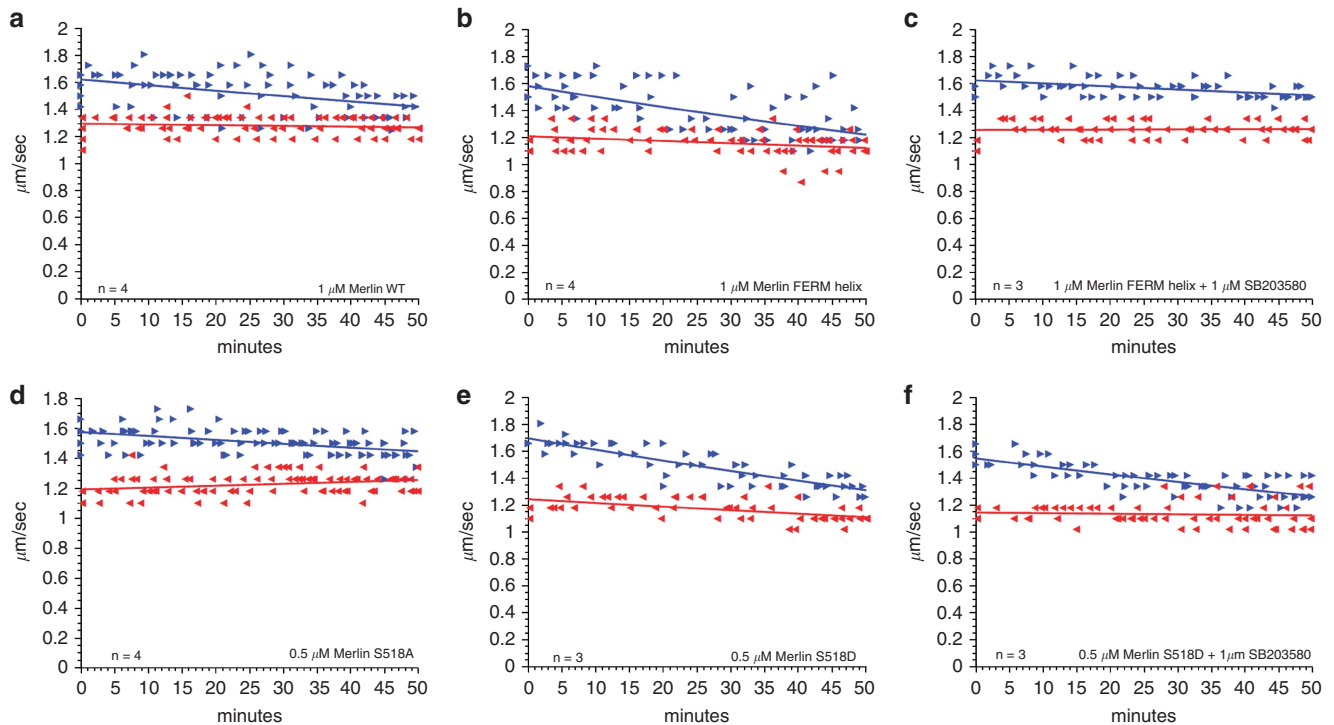 a
2
1.8
1.6
1.4
1.2
1
0.8
0.6
0.4
0.2
0
μm/sec
n = 4
1 μM Merlin WT
0 5 10 15 20 25 30 35 40 45 50
minutes
b
2
1.8
1.6
1.4
1.2
1
0.8
0.6
0.4
0.2
0
μm/sec
n = 4
1 μM Merlin FERM helix
0 5 10 15 20 25 30 35 40 45 50
minutes
c
2
1.8
1.6
1.4
1.2
1
0.8
0.6
0.4
0.2
0
μm/sec
n = 3
1 μM Merlin FERM helix + 1 μM SB203580
0 5 10 15 20 25 30 35 40 45 50
minutes
d
1.8
1.6
1.4
1.2
1
0.8
0.6
0.4
0.2
0
μm/sec
n = 4
0.5 μM Merlin S518A
0 5 10 15 20 25 30 35 40 45 50
minutes
e
2
1.8
1.6
1.4
1.2
1
0.8
0.6
0.4
0.2
0
μm/sec
n = 3
0.5 μM Merlin S518D
0 5 10 15 20 25 30 35 40 45 50
minutes
f
2
1.8
1.6
1.4
1.2
1
0.8
0.6
0.4
0.2
0
μm/sec
n = 3
0.5 μM Merlin S518D + 1μm SB203580
0 5 10 15 20 25 30 35 40 45 50
minutes